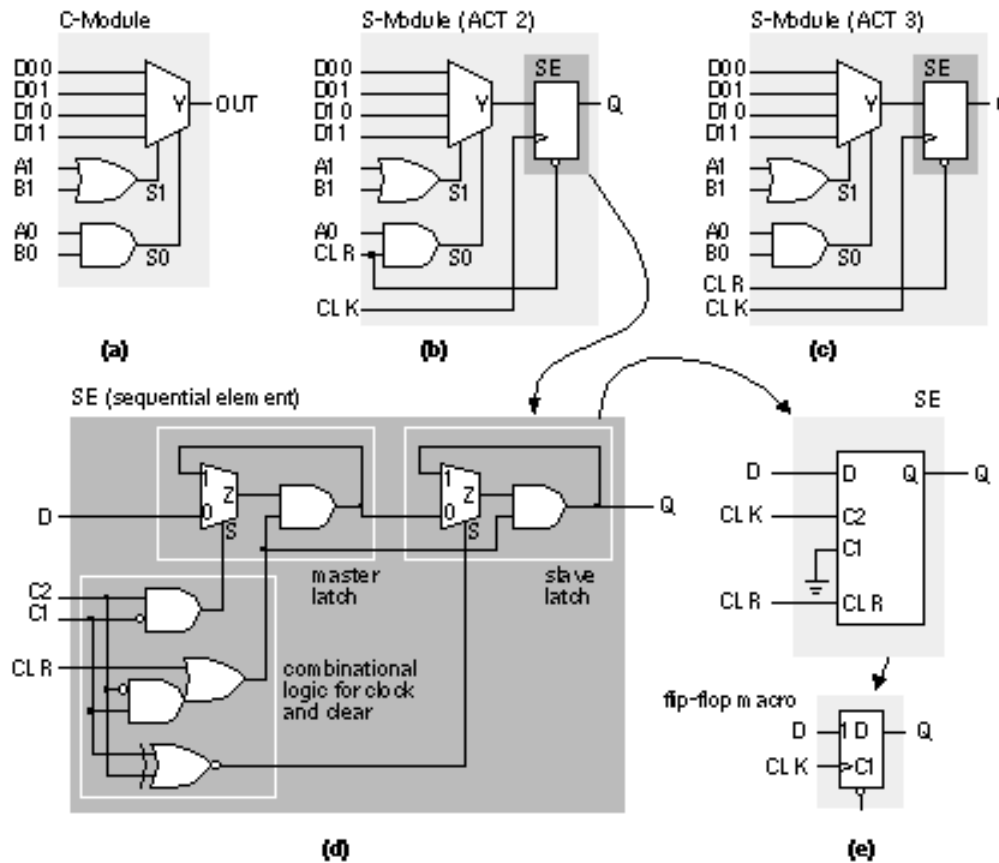 C-Module
D00
D01
D10
D11
Y
OUT
A1
B1
S1
A0
B0
S0
(a)
S-Module (ACT 2)
SE
D00
D01
D10
D11
Y
Q
A1
B1
S1
A0
CLR
S0
CLK
(b)
S-Module (ACT 3)
SE
D00
D01
D10
D11
Y
A1
B1
S1
A0
B0
S0
CLR
CLK
(c)
SE (sequential element)
1
Z
0
S
D
master
latch
1
Z
0
S
Q
slave
latch
C2
C1
CLR
combinational
logic for clock
and clear
(d)
SE
D
D
Q
Q
CLK
C2
C1
CLR
CLR
flip-flop macro
D
1D
Q
CLK
C1
(e)